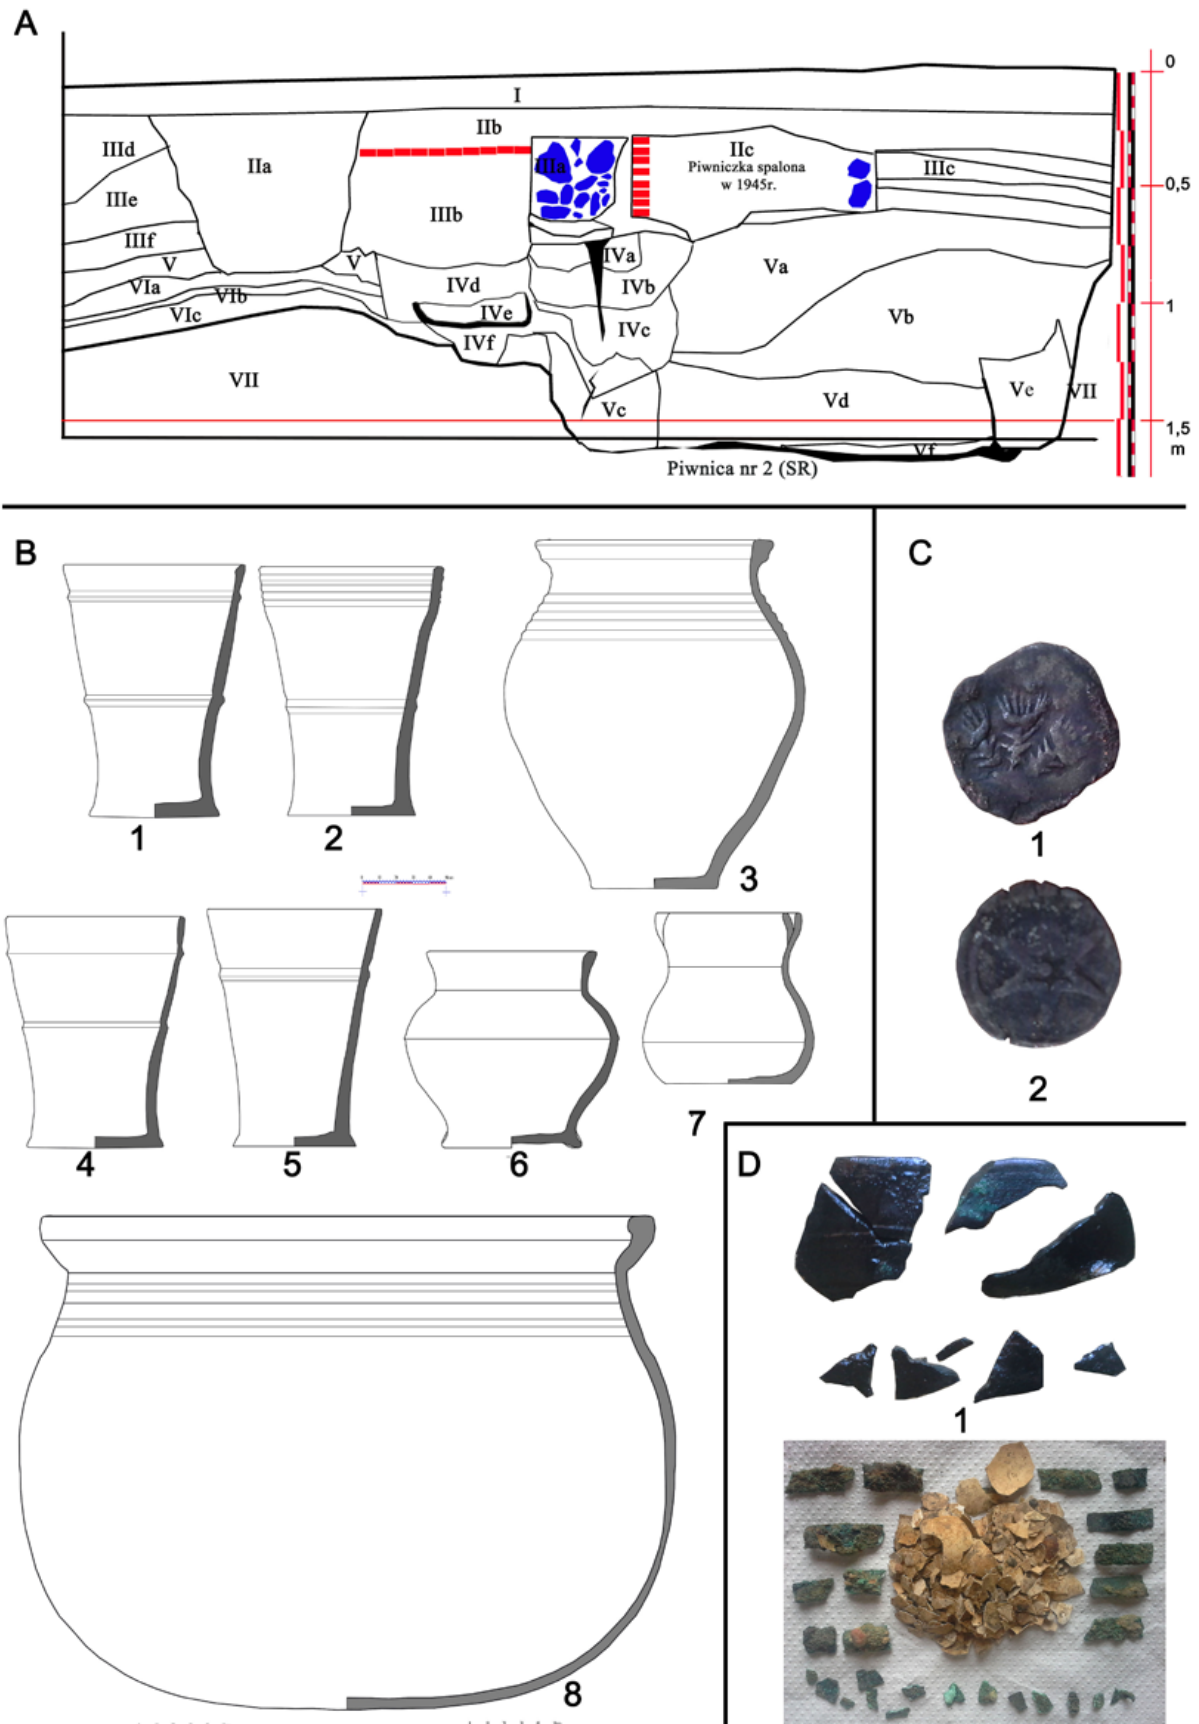 A
0
I
IIb
IIId
IIa
IIIa
IIc
Piwniczka spalona
w 1945r.
IIIc
0,5
IIIe
IIIb
IIIf
V
V
IVa
Va
VIa
IVd
IVb
VIb
IVe
1
VIc
IVc
Vb
IVf
VII
Vc
Vd
Ve
VII
1,5
m
Vf
Piwnica nr 2 (SR)
B
C
1
2
3
1
4
5
6
7
2
D
1
8